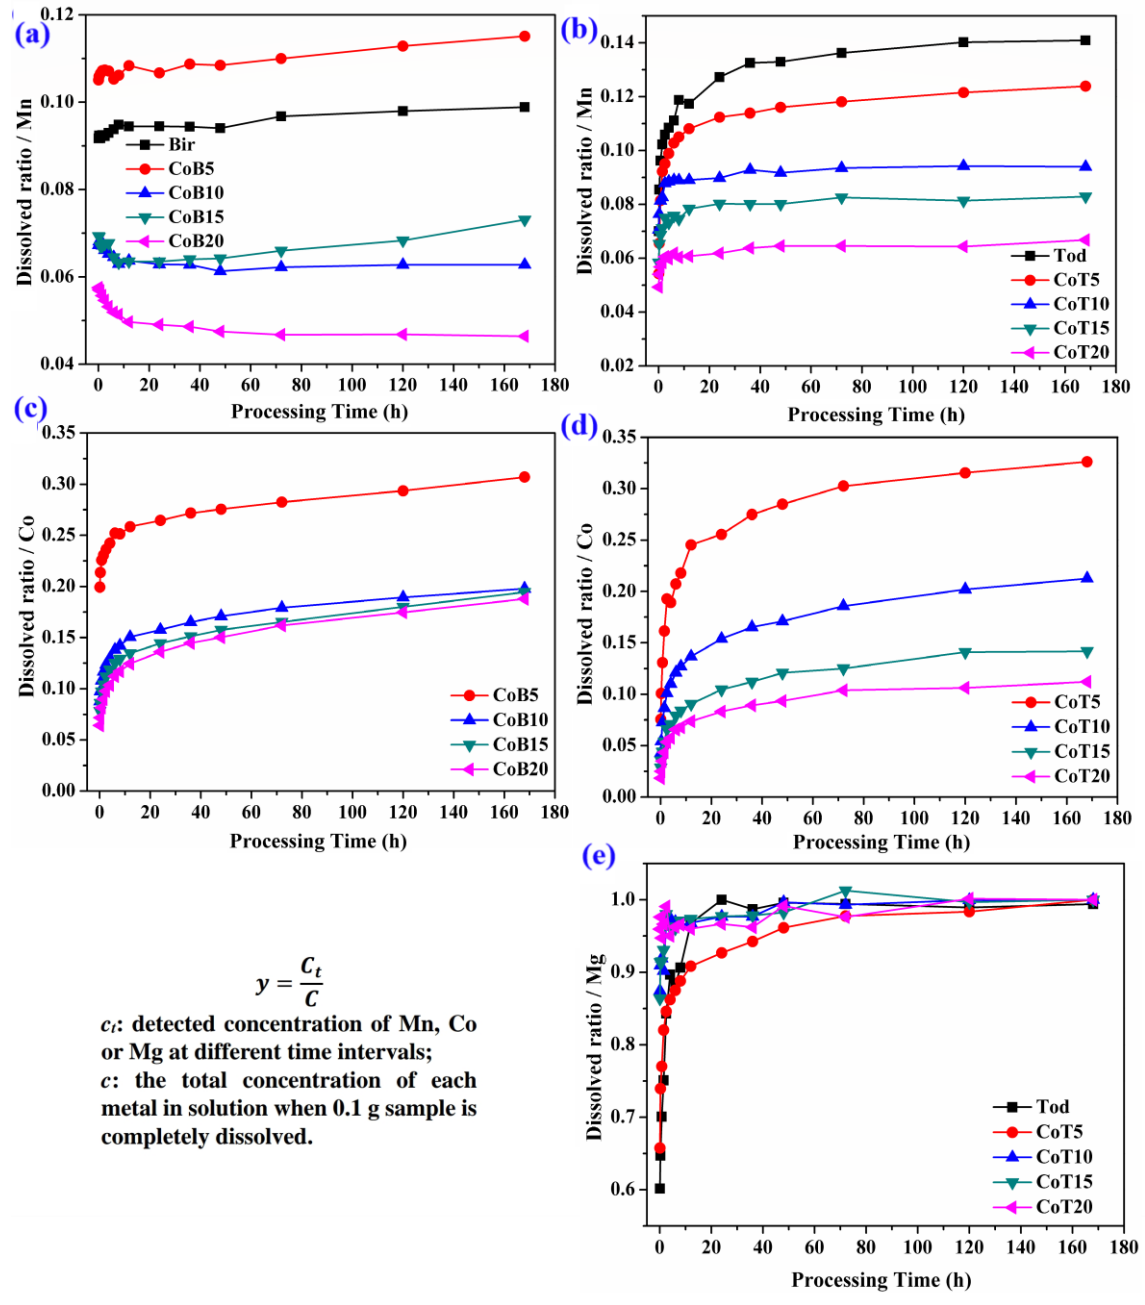 (a)
0.12
0.10
0.08
0.06
0.04
Dissolved ratio / Mn
Bir
CoB5
CoB10
CoB15
CoB20
0 20 40 60 80 100 120 140 160 180
Processing Time (h)
(b)
0.14
0.12
0.10
0.08
0.06
0.04
0.02
Dissolved ratio / Mn
Tod
CoT5
CoT10
CoT15
CoT20
0 20 40 60 80 100 120 140 160 180
Processing Time (h)
(c)
0.35
0.30
0.25
0.20
0.15
0.10
0.05
0.00
Dissolved ratio / Co
CoB5
CoB10
CoB15
CoB20
0 20 40 60 80 100 120 140 160 180
Processing Time (h)
(d)
0.35
0.30
0.25
0.20
0.15
0.10
0.05
0.00
Dissolved ratio / Co
CoT5
CoT10
CoT15
CoT20
0 20 40 60 80 100 120 140 160 180
Processing Time (h)
y = C_t / C
c_t: detected concentration of Mn, Co
or Mg at different time intervals;
c: the total concentration of each
metal in solution when 0.1 g sample is
completely dissolved.
(e)
1.0
0.9
0.8
0.7
0.6
Dissolved ratio / Mg
Tod
CoT5
CoT10
CoT15
CoT20
0 20 40 60 80 100 120 140 160 180
Processing Time (h)